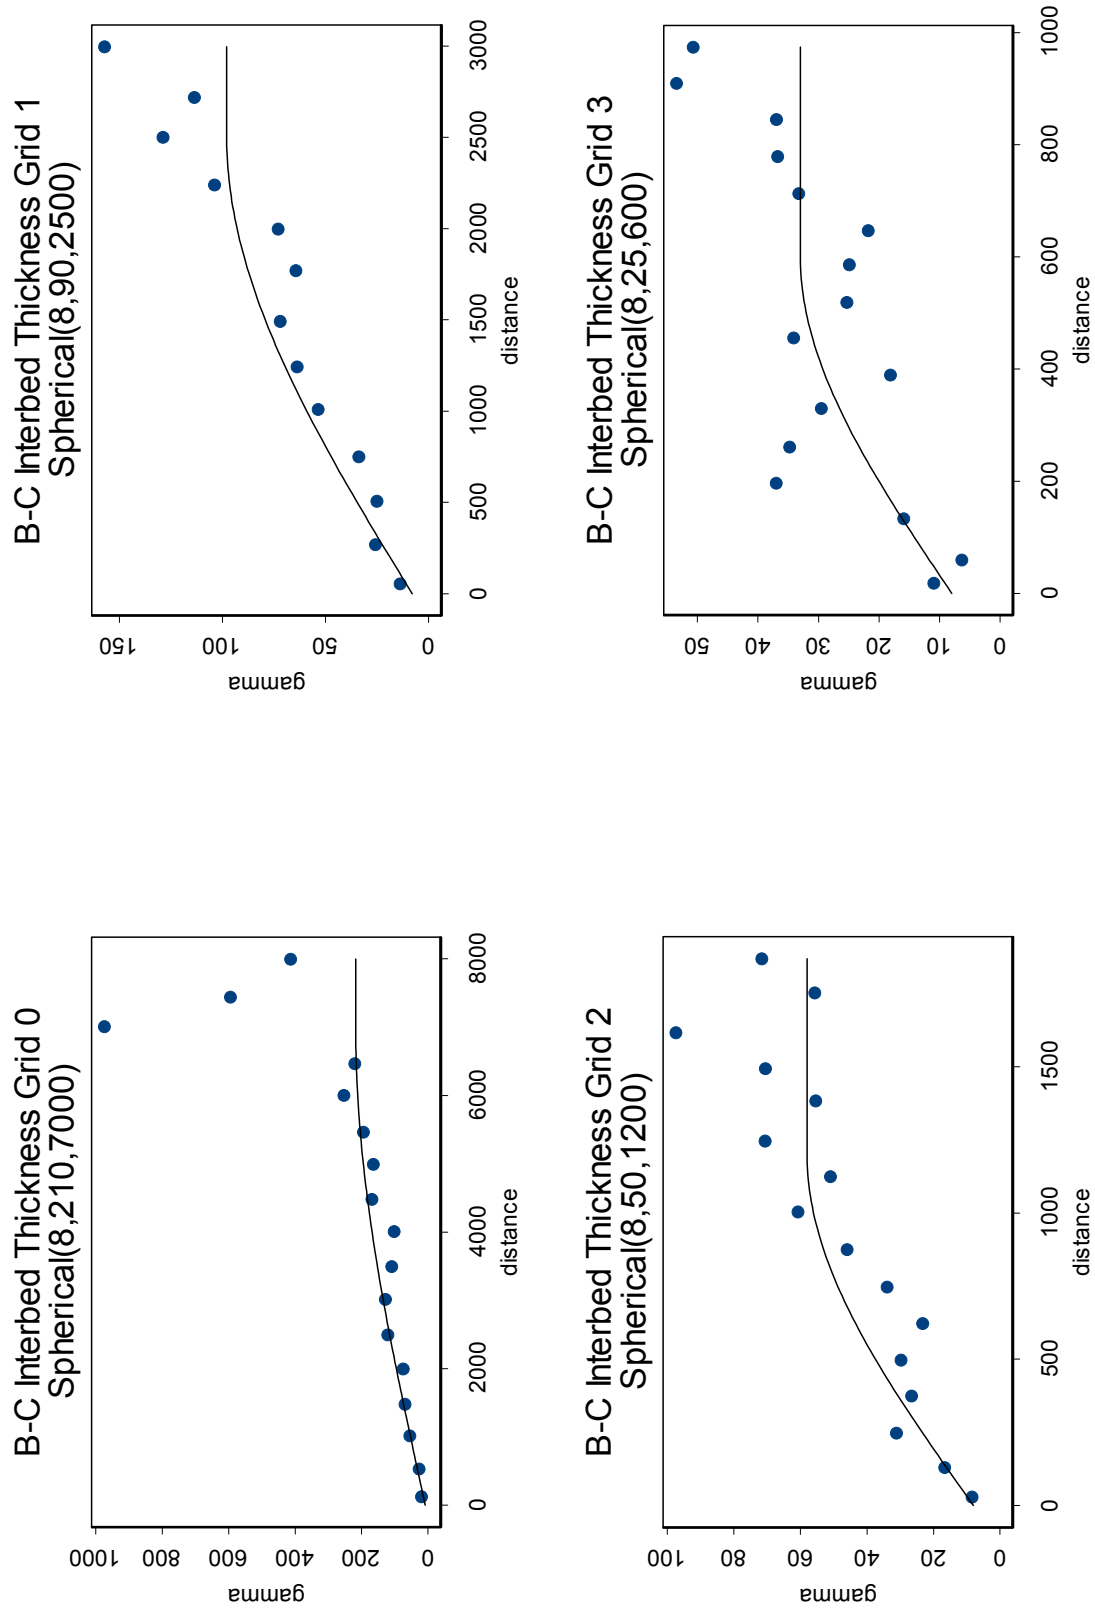 B-C Interbed Thickness Grid 0
Spherical(8,210,7000)
gamma
0
200
400
600
800
1000
0
2000
4000
6000
8000
distance
B-C Interbed Thickness Grid 1
Spherical(8,90,2500)
gamma
0
50
100
150
0
500
1000
1500
2000
2500
3000
distance
B-C Interbed Thickness Grid 2
Spherical(8,50,1200)
gamma
0
20
40
60
80
100
0
500
1000
1500
distance
B-C Interbed Thickness Grid 3
Spherical(8,25,600)
gamma
0
10
20
30
40
50
0
200
400
600
800
1000
distance